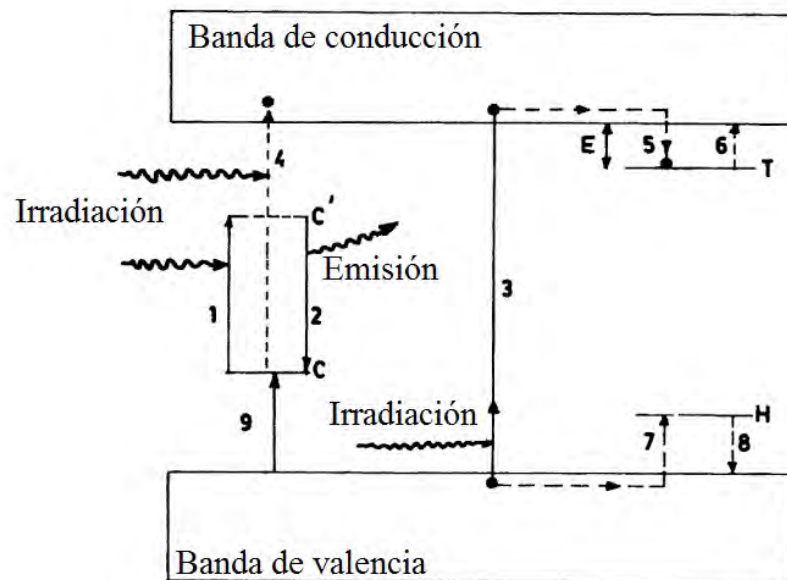 Banda de conducción
4
E
5
6
T
Irradiación
C'
Emisión
1
2
3
C
9
Irradiación
H
7
8
Banda de valencia